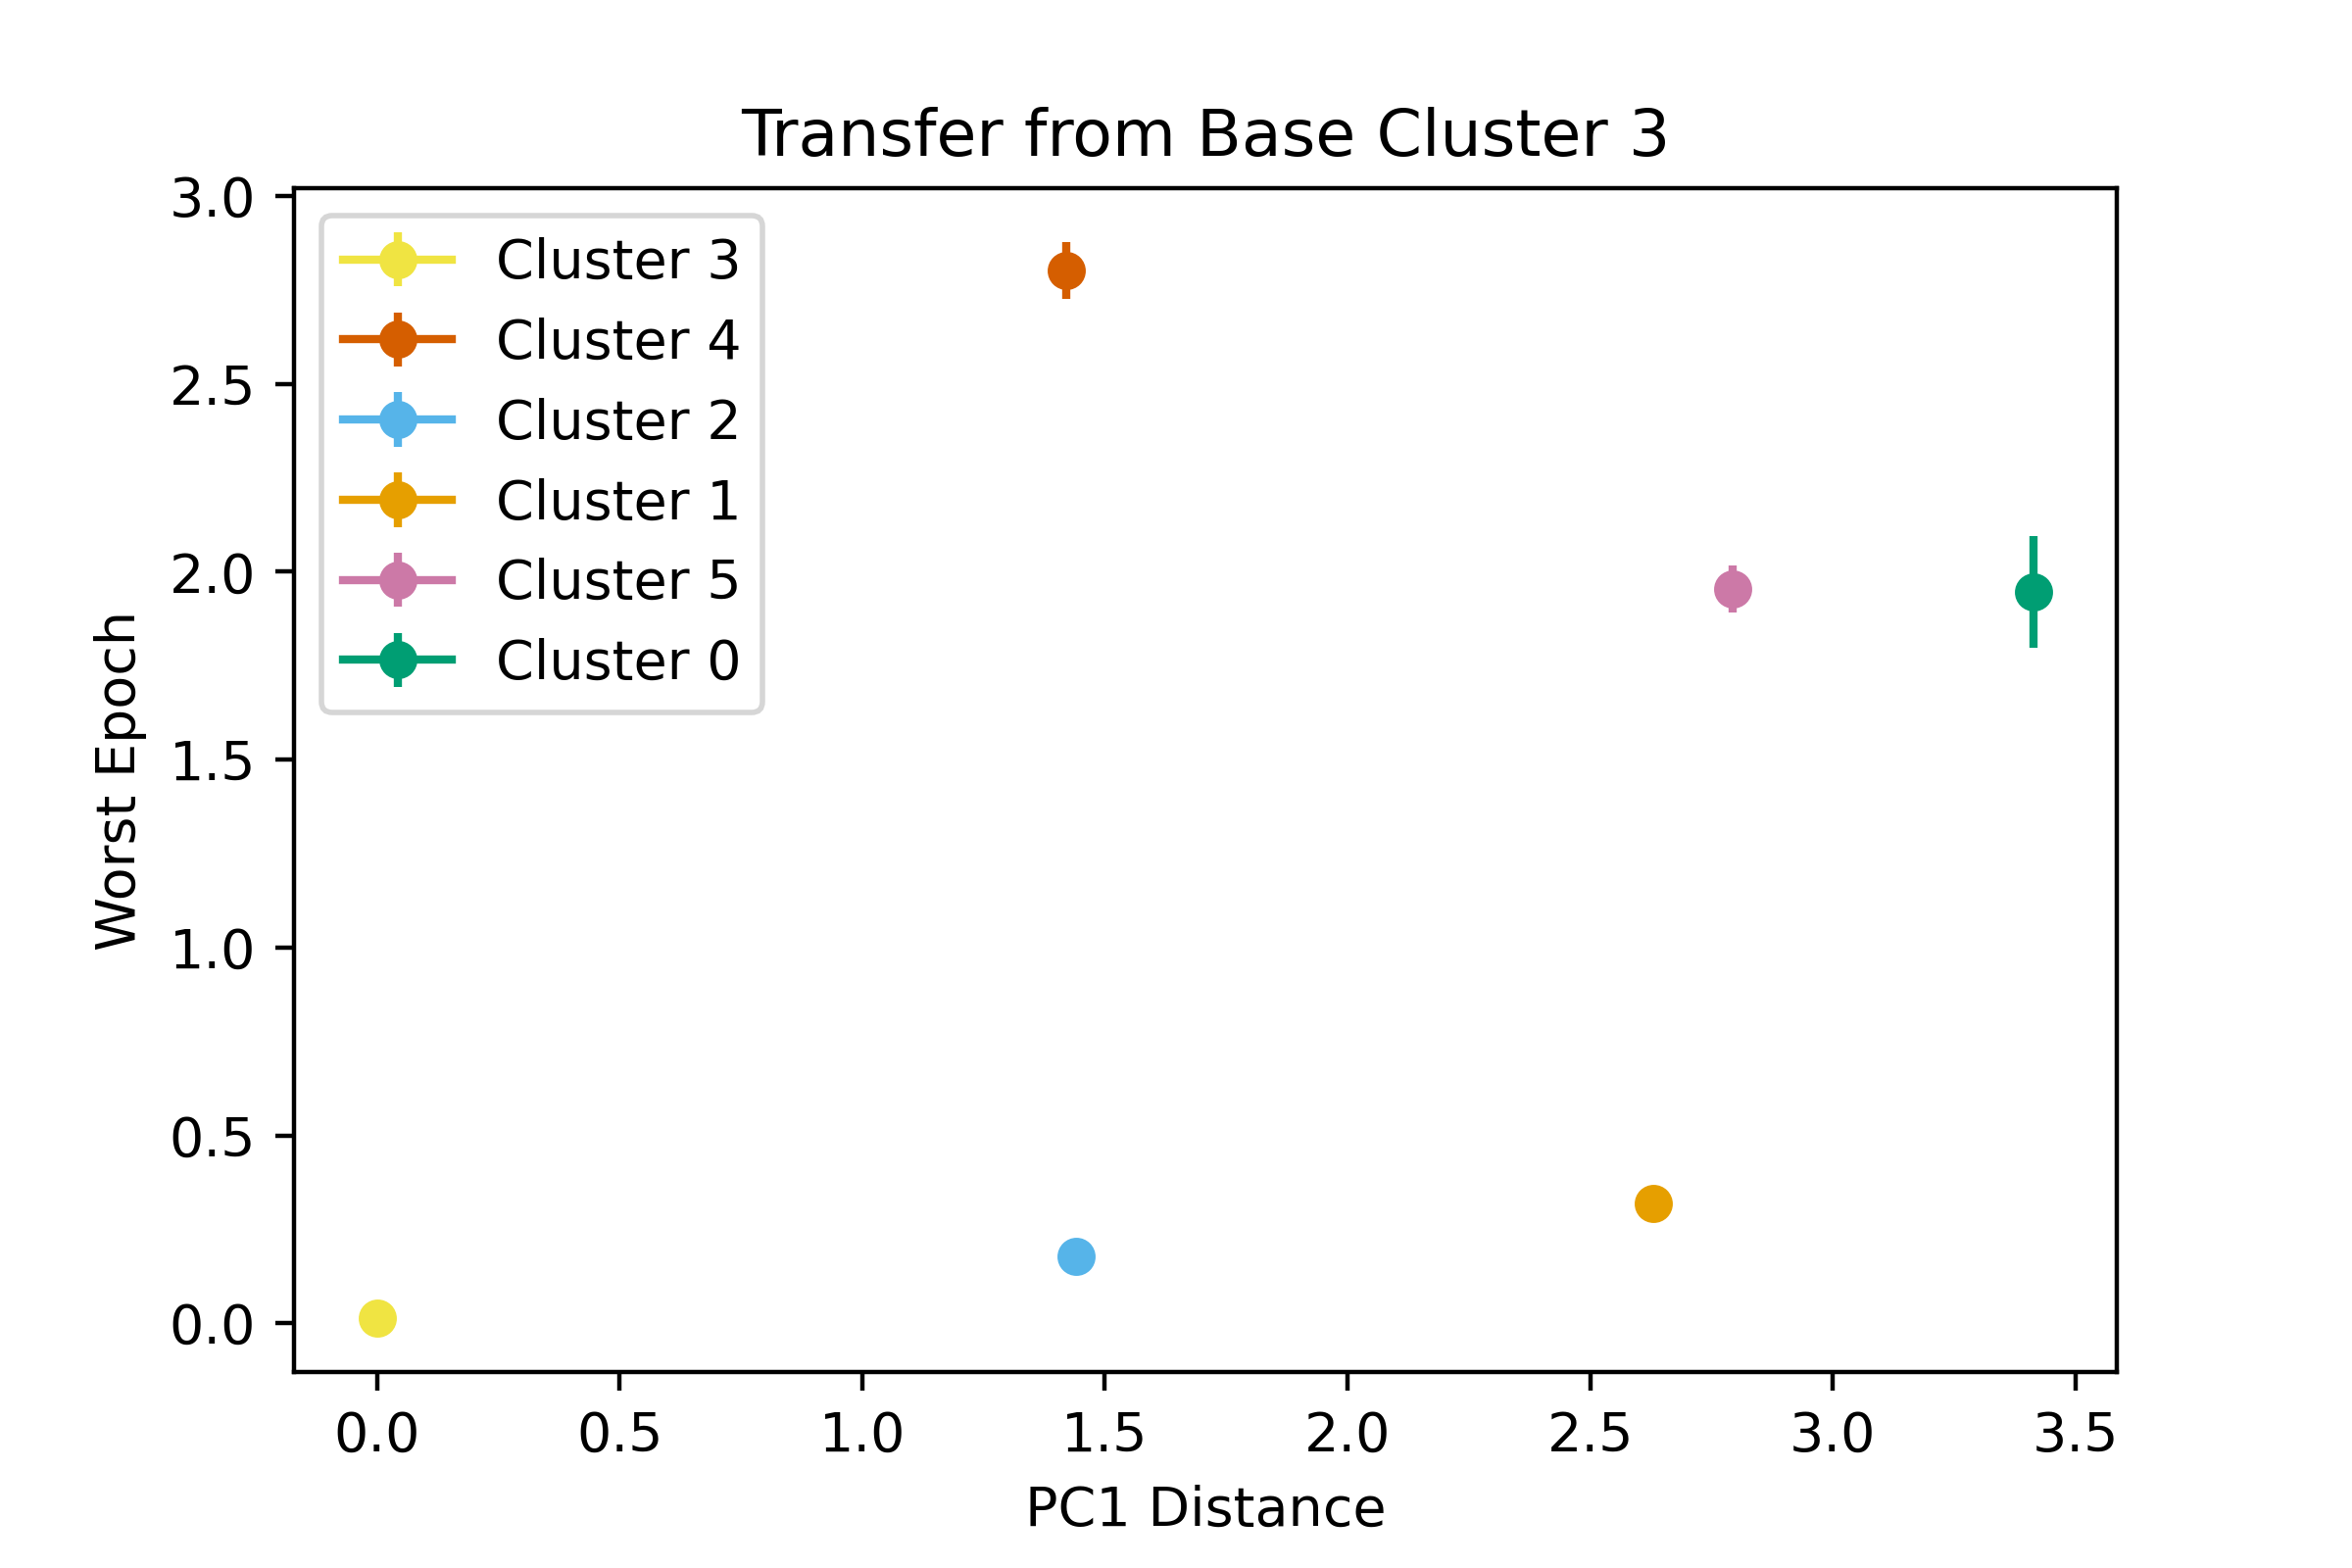 Transfer from Base Cluster 3
3.0
2.5
2.0
1.5
1.0
0.5
0.0
Worst Epoch
Cluster 3
Cluster 4
Cluster 2
Cluster 1
Cluster 5
Cluster 0
0.0 0.5 1.0 1.5 2.0 2.5 3.0 3.5
PC1 Distance